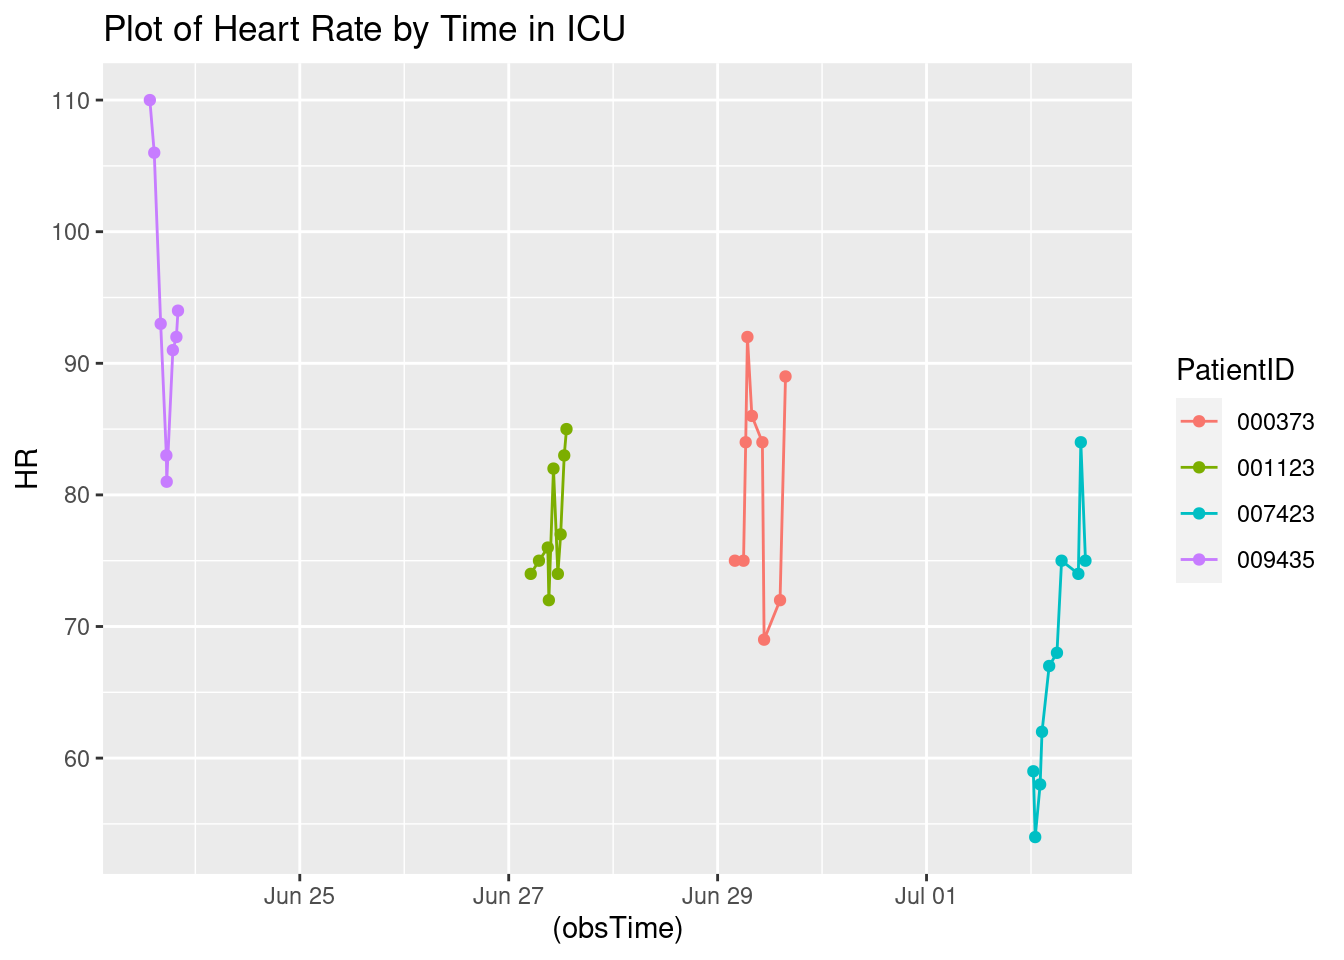 Plot of Heart Rate by Time in ICU
110
100
90
80
70
60
HR
Jun 25 Jun 27 Jun 29 Jul 01
(obsTime)
PatientID
000373
001123
007423
009435